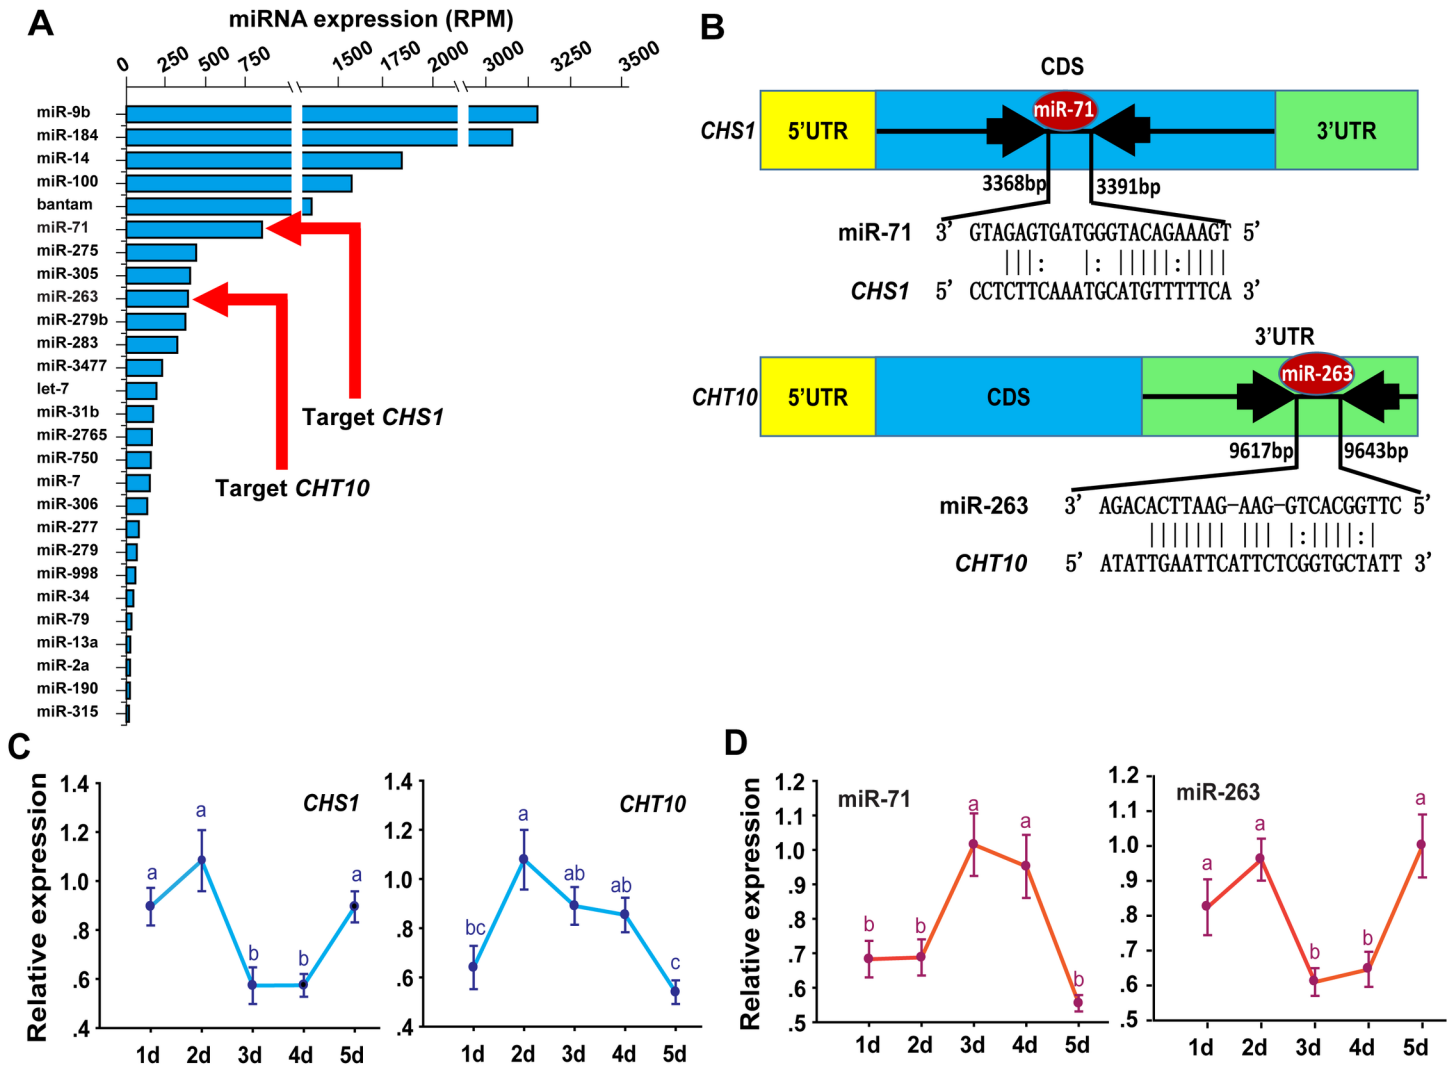 A
miRNA expression (RPM)
0 250 500 750 1500 1750 2000 3000 3250 3500
miR-9b
miR-184
miR-14
miR-100
bantam
miR-71
miR-275
miR-305
miR-263
miR-279b
miR-283
miR-3477
let-7
miR-31b
miR-2765
miR-750
miR-7
miR-306
miR-277
miR-279
miR-998
miR-34
miR-79
miR-13a
miR-2a
miR-190
miR-315
Target CHS1
Target CHT10
B
CDS
CHS1 5’UTR miR-71 3’UTR
3368bp 3391bp
miR-71 3’ GTAGAGTGATGGGTACAGAAAGT 5’
|||: |: |||||:||||
CHS1 5’ CCTCTTCAAATGCATGTTTTTCA 3’
3’UTR
CHT10 5’UTR CDS miR-263
9617bp 9643bp
miR-263 3’ AGACACTTAAG-AAG-GTCACGGTTC 5’
||||||| ||| |:||||:|
CHT10 5’ ATATTGAATTCATTCTCGGTGCTATT 3’
C
Relative expression
1.4
1.2
1.0
.8
.6
.4
CHS1
a a b b a
1d 2d 3d 4d 5d
1.4
1.2
1.0
.8
.6
.4
CHT10
bc a ab ab c
1d 2d 3d 4d 5d
D
Relative expression
1.2
1.1
1.0
.9
.8
.7
.6
.5
miR-71
b b a a b
1d 2d 3d 4d 5d
1.2
1.1
1.0
.9
.8
.7
.6
.5
miR-263
a a b b a
1d 2d 3d 4d 5d